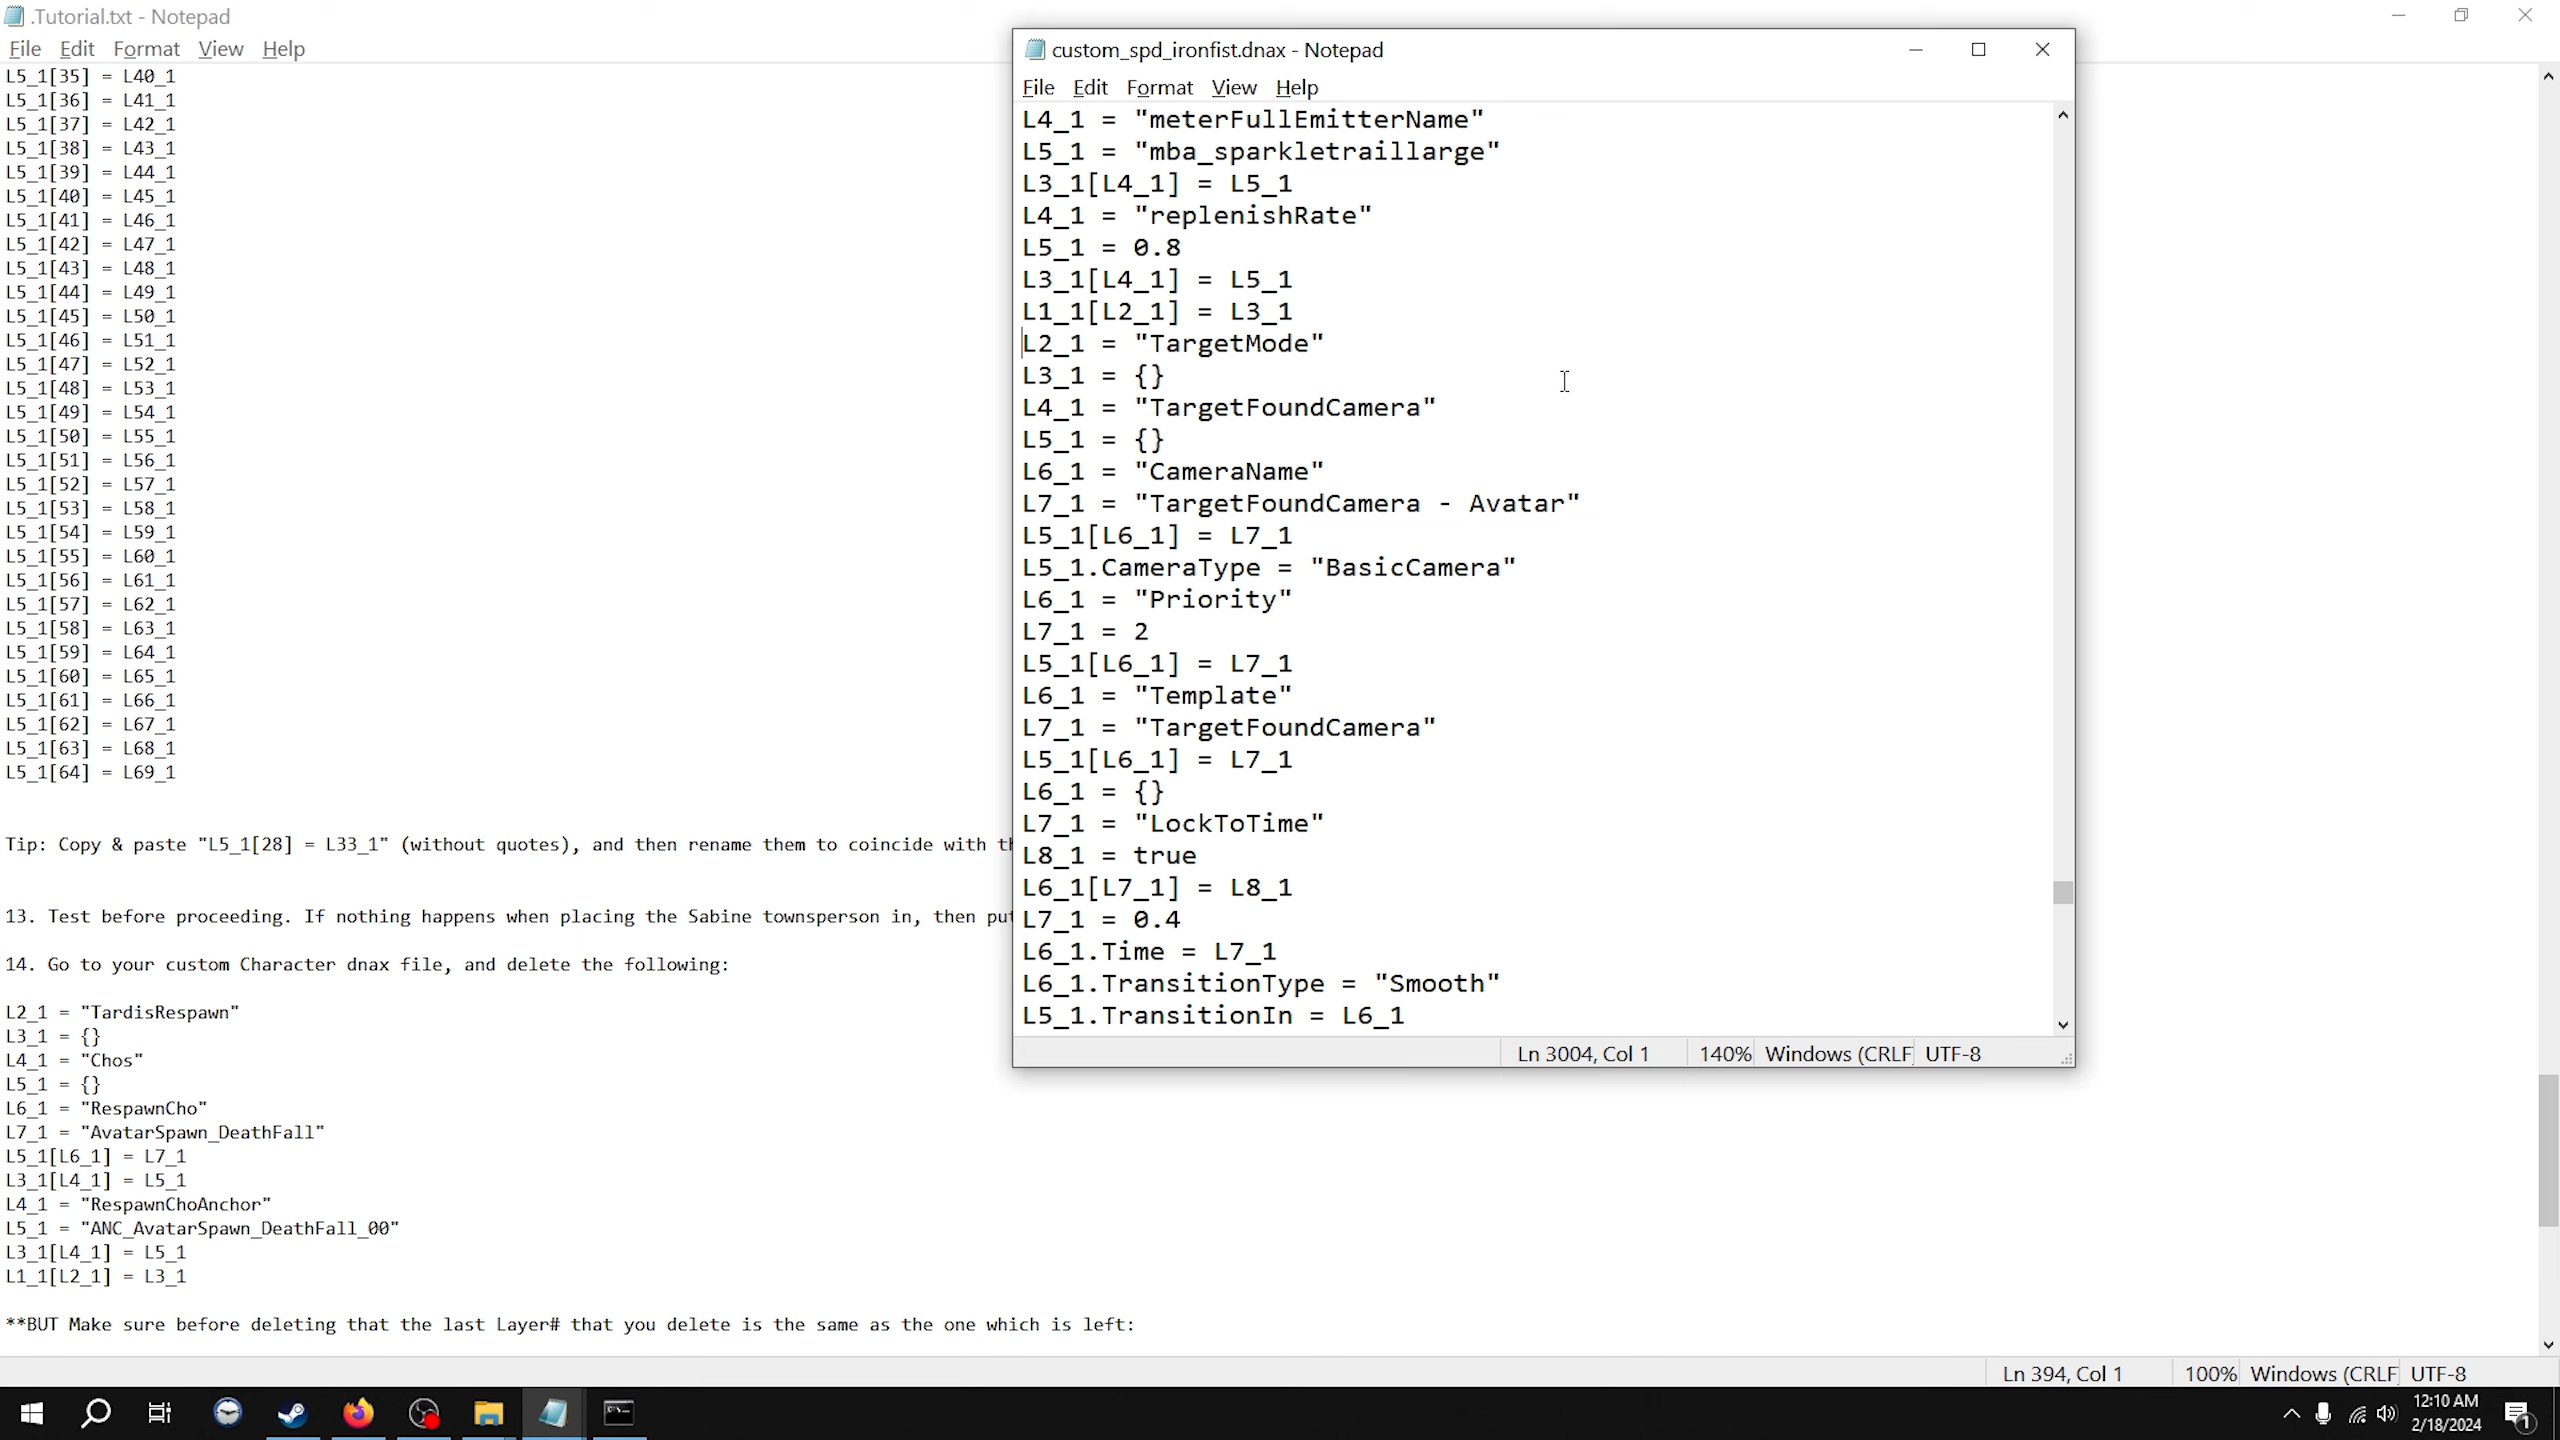 .Tutorial.txt - Notepad
File Edit Format View Help
L5_1[35] = L40_1
L5_1[36] = L41_1
L5_1[37] = L42_1
L5_1[38] = L43_1
L5_1[39] = L44_1
L5_1[40] = L45_1
L5_1[41] = L46_1
L5_1[42] = L47_1
L5_1[43] = L48_1
L5_1[44] = L49_1
L5_1[45] = L50_1
L5_1[46] = L51_1
L5_1[47] = L52_1
L5_1[48] = L53_1
L5_1[49] = L54_1
L5_1[50] = L55_1
L5_1[51] = L56_1
L5_1[52] = L57_1
L5_1[53] = L58_1
L5_1[54] = L59_1
L5_1[55] = L60_1
L5_1[56] = L61_1
L5_1[57] = L62_1
L5_1[58] = L63_1
L5_1[59] = L64_1
L5_1[60] = L65_1
L5_1[61] = L66_1
L5_1[62] = L67_1
L5_1[63] = L68_1
L5_1[64] = L69_1
Tip: Copy & paste "L5_1[28] = L33_1" (without quotes), and then rename them to coincide with
13. Test before proceeding. If nothing happens when placing the Sabine townsperson in, then
14. Go to your custom Character dnax file, and delete the following:
L2_1 = "TardisRespawn"
L3_1 = {}
L4_1 = "Chos"
L5_1 = {}
L6_1 = "RespawnCho"
L7_1 = "AvatarSpawn_DeathFall"
L5_1[L6_1] = L7_1
L3_1[L4_1] = L5_1
L4_1 = "RespawnChoAnchor"
L5_1 = "ANC_AvatarSpawn_DeathFall_00"
L3_1[L4_1] = L5_1
L1_1[L2_1] = L3_1
**BUT Make sure before deleting that the last Layer# that you delete is the same as the one which is left:
Ln 394, Col 1 100% Windows (CRLF UTF-8
custom_spd_ironfist.dnax - Notepad
File Edit Format View Help
L4_1 = "meterFullEmitterName"
L5_1 = "mba_sparkletraillarge"
L3_1[L4_1] = L5_1
L4_1 = "replenishRate"
L5_1 = 0.8
L3_1[L4_1] = L5_1
L1_1[L2_1] = L3_1
L2_1 = "TargetMode"
L3_1 = {}
L4_1 = "TargetFoundCamera"
L5_1 = {}
L6_1 = "CameraName"
L7_1 = "TargetFoundCamera - Avatar"
L5_1[L6_1] = L7_1
L5_1.CameraType = "BasicCamera"
L6_1 = "Priority"
L7_1 = 2
L5_1[L6_1] = L7_1
L6_1 = "Template"
L7_1 = "TargetFoundCamera"
L5_1[L6_1] = L7_1
L6_1 = {}
L7_1 = "LockToTime"
L8_1 = true
L6_1[L7_1] = L8_1
L7_1 = 0.4
L6_1.Time = L7_1
L6_1.TransitionType = "Smooth"
L5_1.TransitionIn = L6_1
Ln 3004, Col 1 140% Windows (CRLF UTF-8
12:10 AM
2/18/2024
1